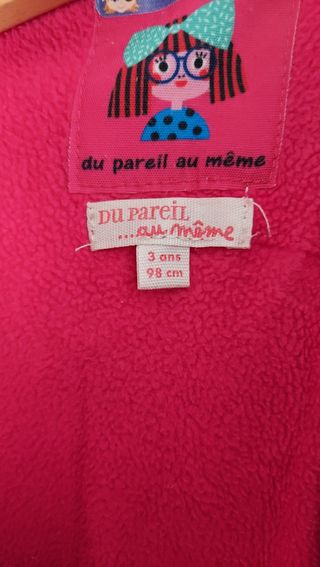 du pareil au même
DU PAREIL
...au même
3 ans
98 cm